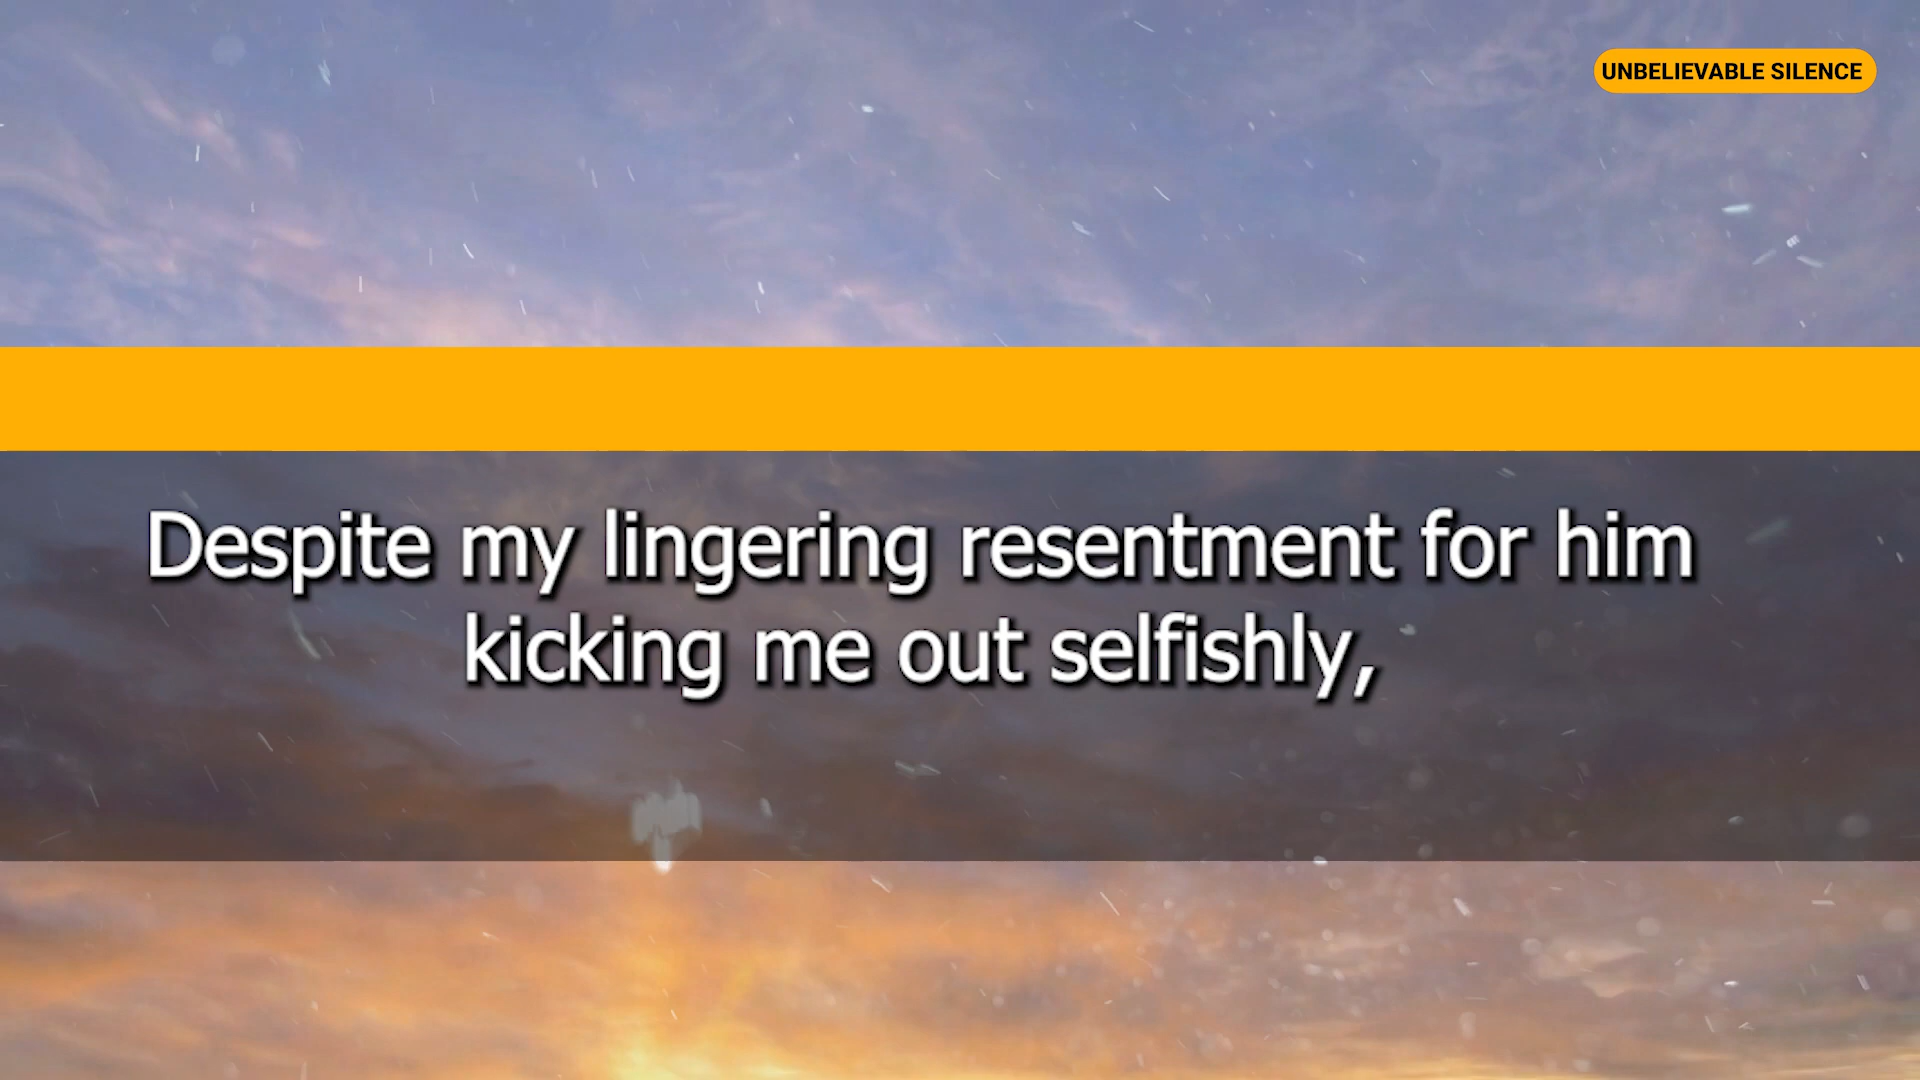 UNBELIEVABLE SILENCE
Despite my lingering resentment for him
kicking me out selfishly,